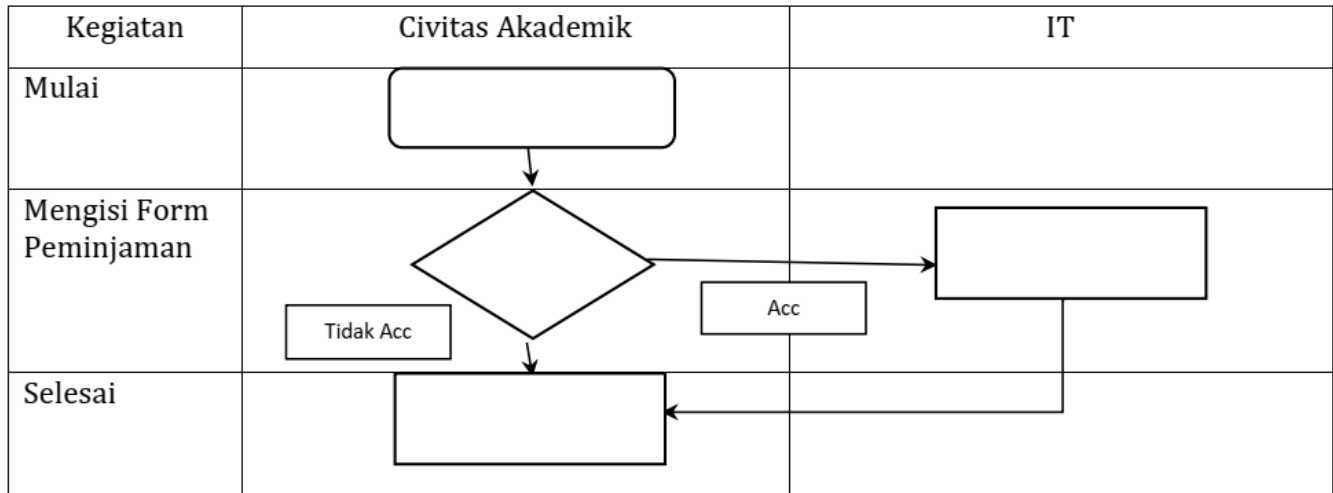 Kegiatan
Civitas Akademik
IT
Mulai
Mengisi Form
Peminjaman
Tidak Acc
Acc
Selesai